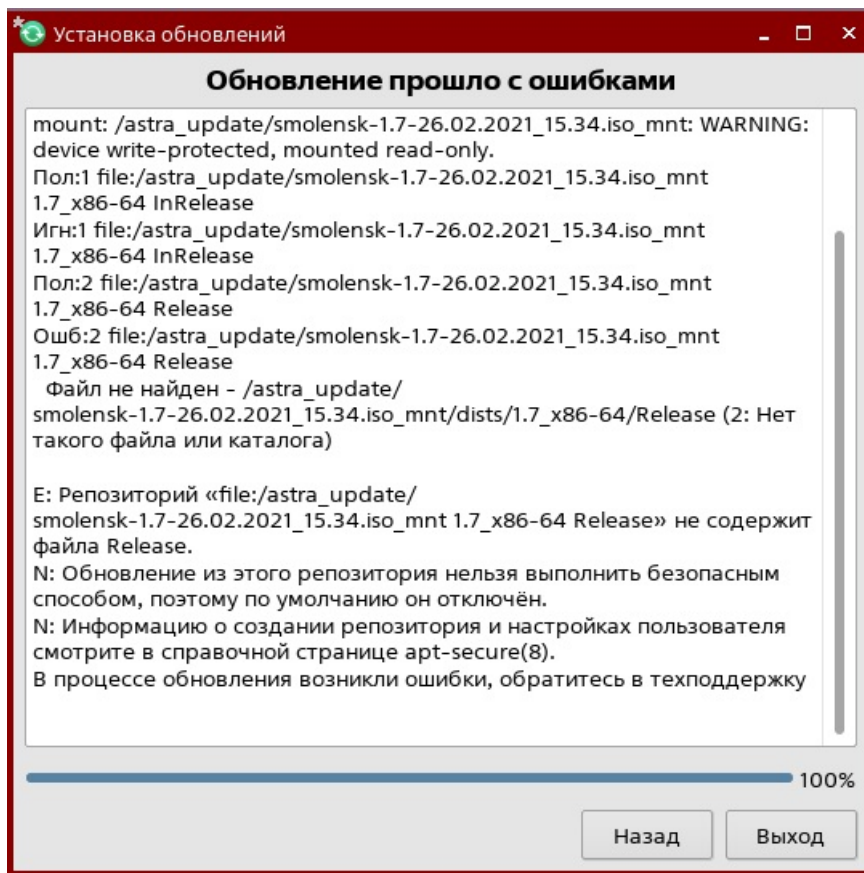 Установка обновлений
Обновление прошло с ошибками
mount: /astra_update/smolensk-1.7-26.02.2021_15.34.iso_mnt: WARNING:
device write-protected, mounted read-only.
Пол:1 file:/astra_update/smolensk-1.7-26.02.2021_15.34.iso_mnt
1.7_x86-64 InRelease
Игн:1 file:/astra_update/smolensk-1.7-26.02.2021_15.34.iso_mnt
1.7_x86-64 InRelease
Пол:2 file:/astra_update/smolensk-1.7-26.02.2021_15.34.iso_mnt
1.7_x86-64 Release
Ошб:2 file:/astra_update/smolensk-1.7-26.02.2021_15.34.iso_mnt
1.7_x86-64 Release
Файл не найден - /astra_update/
smolensk-1.7-26.02.2021_15.34.iso_mnt/dists/1.7_x86-64/Release (2: Нет
такого файла или каталога)
E: Репозиторий «file:/astra_update/
smolensk-1.7-26.02.2021_15.34.iso_mnt 1.7_x86-64 Release» не содержит
файла Release.
N: Обновление из этого репозитория нельзя выполнить безопасным
способом, поэтому по умолчанию он отключён.
N: Информацию о создании репозитория и настройках пользователя
смотрите в справочной странице apt-secure(8).
В процессе обновления возникли ошибки, обратитесь в техподдержку
100%
Назад
Выход